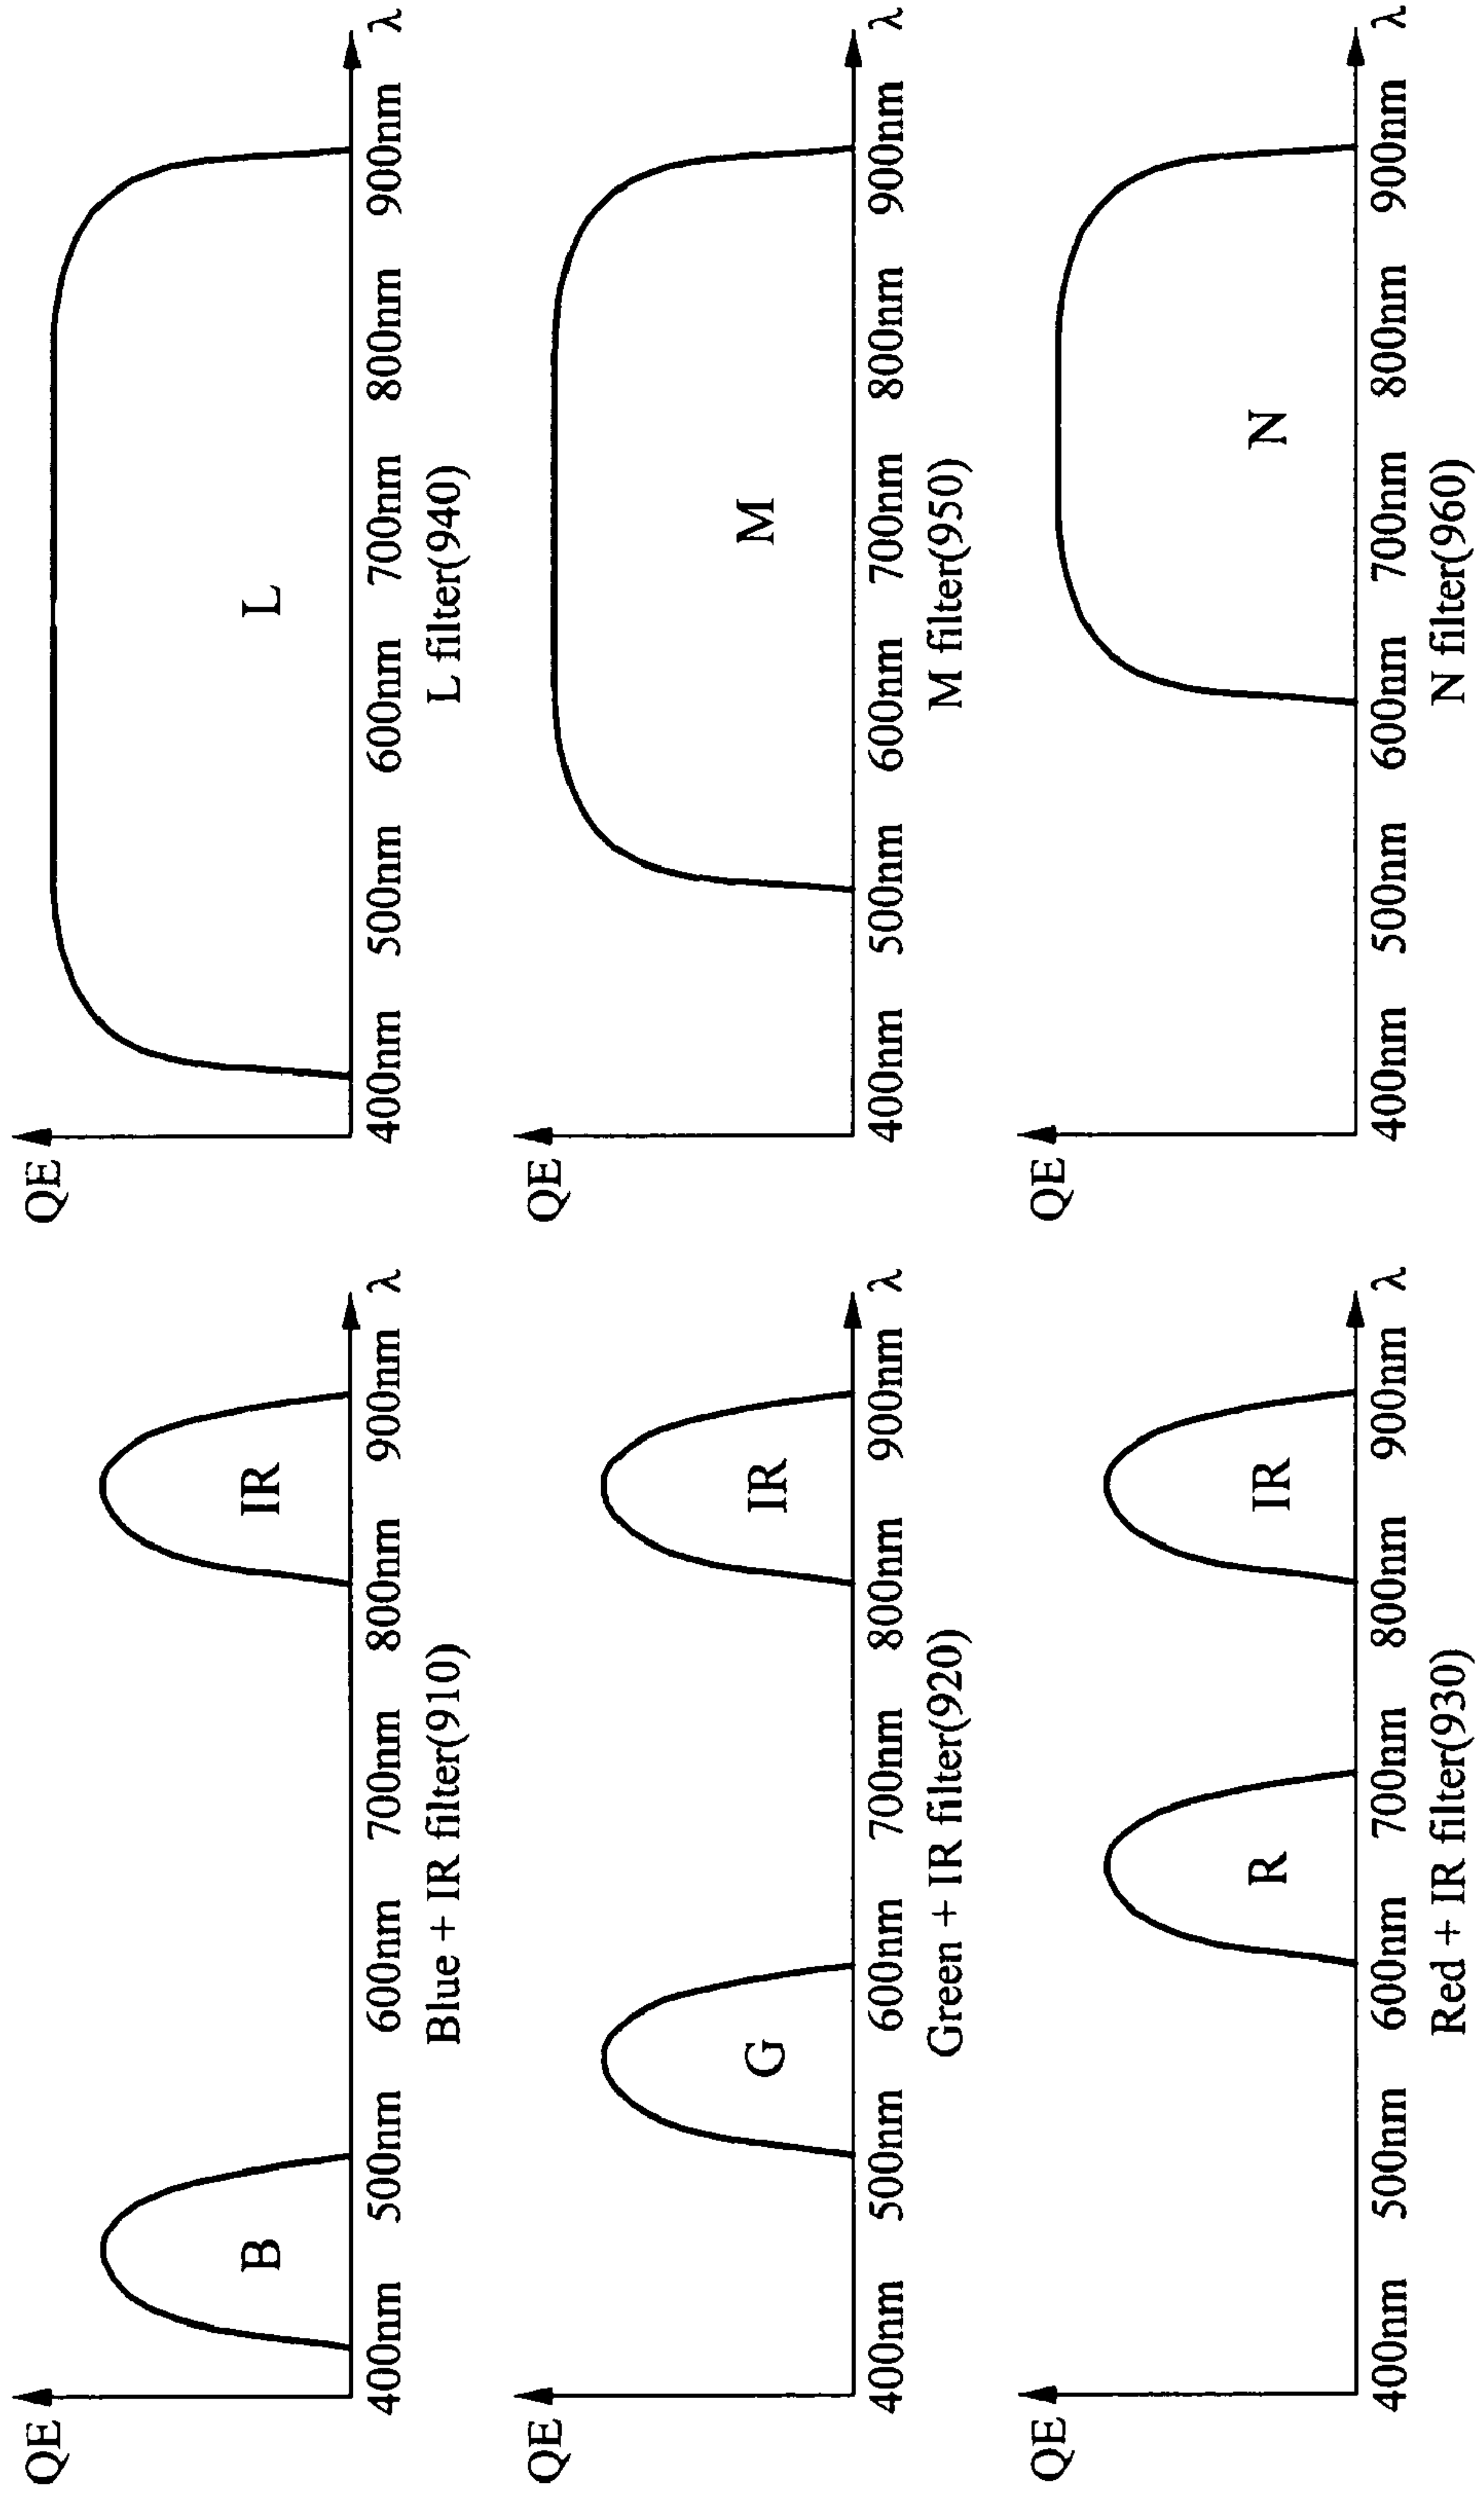 QE
B
IR
λ
400nm 500nm 600nm 700nm 800nm 900nm
Blue + IR filter(910)
QE
L
λ
400nm 500nm 600nm 700nm 800nm 900nm
L filter(940)
QE
G
IR
λ
400nm 500nm 600nm 700nm 800nm 900nm
Green + IR filter(920)
QE
M
λ
400nm 500nm 600nm 700nm 800nm 900nm
M filter(950)
QE
R
IR
λ
400nm 500nm 600nm 700nm 800nm 900nm
Red + IR filter(930)
QE
N
λ
400nm 500nm 600nm 700nm 800nm 900nm
N filter(960)